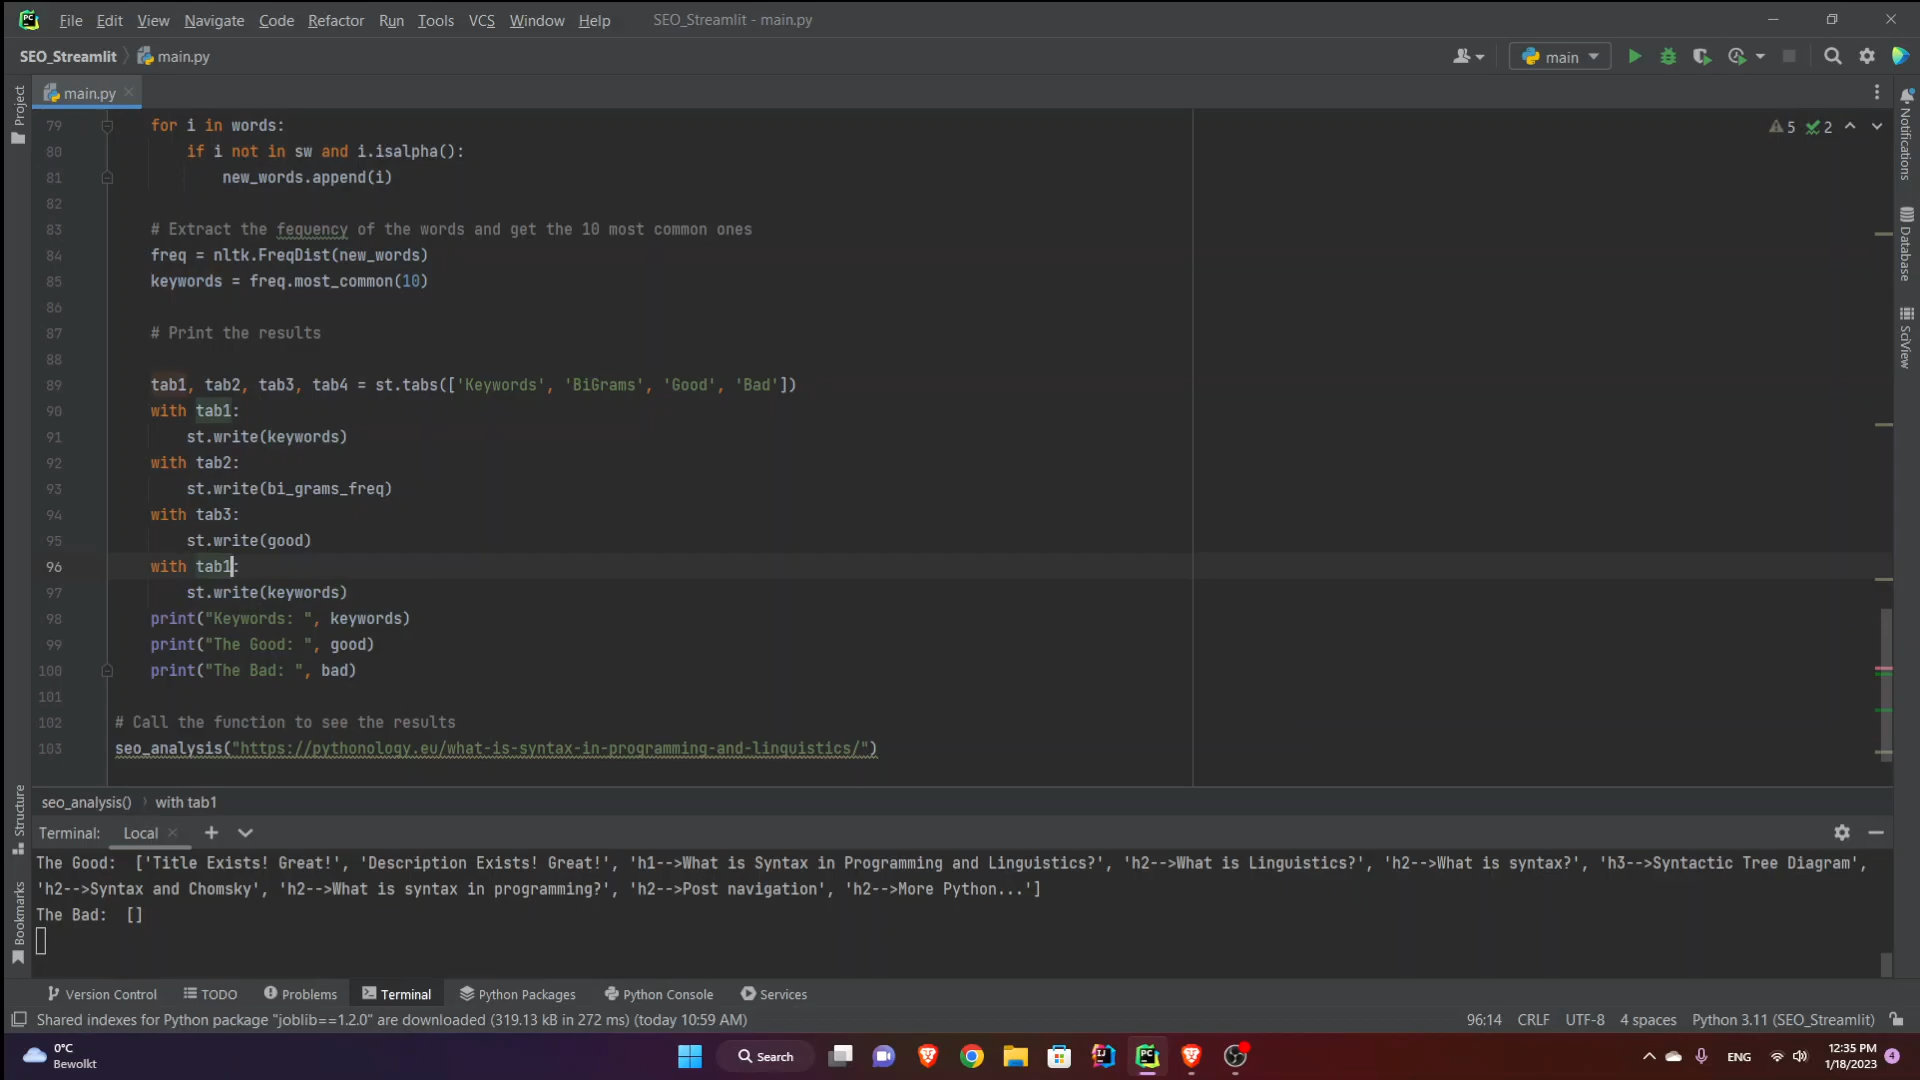 File Edit View Navigate Code Refactor Run Tools VCS Window Help SEO_Streamlit - main.py
SEO_Streamlit main.py main
Project main.py
Notifications
Database
SciView
5 2
79 for i in words:
80 if i not in sw and i.isalpha():
81 new_words.append(i)
82
83 # Extract the fequency of the words and get the 10 most common ones
84 freq = nltk.FreqDist(new_words)
85 keywords = freq.most_common(10)
86
87 # Print the results
88
89 tab1, tab2, tab3, tab4 = st.tabs(['Keywords', 'BiGrams', 'Good', 'Bad'])
90 with tab1:
91 st.write(keywords)
92 with tab2:
93 st.write(bi_grams_freq)
94 with tab3:
95 st.write(good)
96 with tab1:
97 st.write(keywords)
98 print("Keywords: ", keywords)
99 print("The Good: ", good)
100 print("The Bad: ", bad)
101
102 # Call the function to see the results
103 seo_analysis("https://pythonology.eu/what-is-syntax-in-programming-and-linguistics/")
Structure
Bookmarks
seo_analysis() with tab1
Terminal: Local
The Good: ['Title Exists! Great!', 'Description Exists! Great!', 'h1-->What is Syntax in Programming and Linguistics?', 'h2-->What is Linguistics?', 'h2-->What is syntax?', 'h3-->Syntactic Tree Diagram',
'h2-->Syntax and Chomsky', 'h2-->What is syntax in programming?', 'h2-->Post navigation', 'h2-->More Python...']
The Bad: []
Version Control TODO Problems Terminal Python Packages Python Console Services
Shared indexes for Python package "joblib==1.2.0" are downloaded (319.13 kB in 272 ms) (today 10:59 AM) 96:14 CRLF UTF-8 4 spaces Python 3.11 (SEO_Streamlit)
0°C
Bewolkt
Search
ENG
12:35 PM
1/18/2023
4